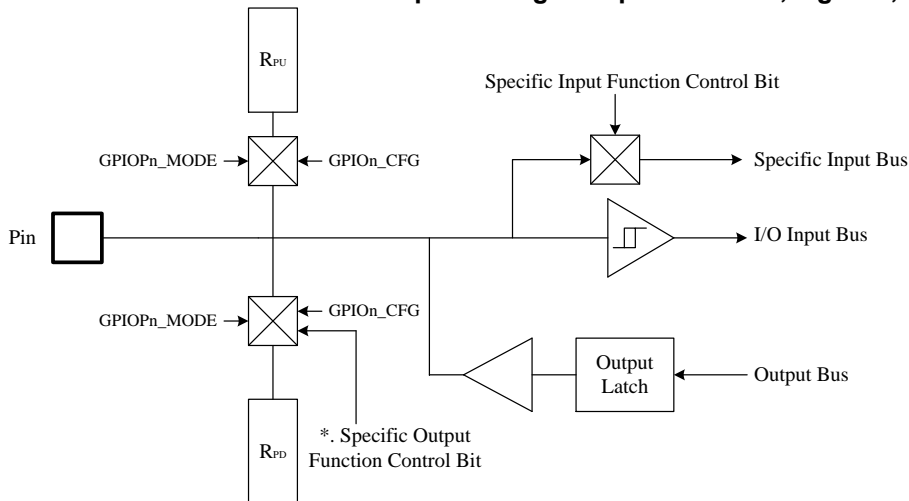 RPU
Specific Input Function Control Bit
GPIOPn_MODE
GPIOn_CFG
Specific Input Bus
Pin
I/O Input Bus
GPIOPn_MODE
GPIOn_CFG
Output
Latch
Output Bus
RPD
*. Specific Output
Function Control Bit